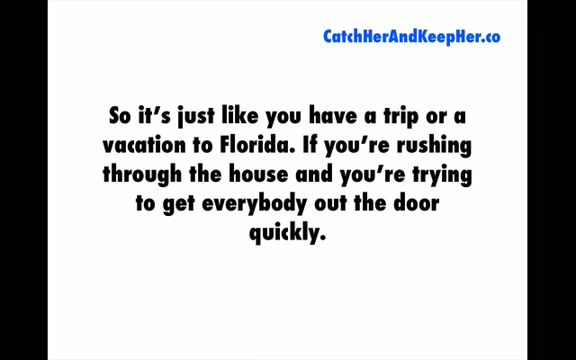 CatchHerAndKeepHer.co
So it's just like you have a trip or a
vacation to Florida. If you're rushing
through the house and you're trying
to get everybody out the door
quickly.